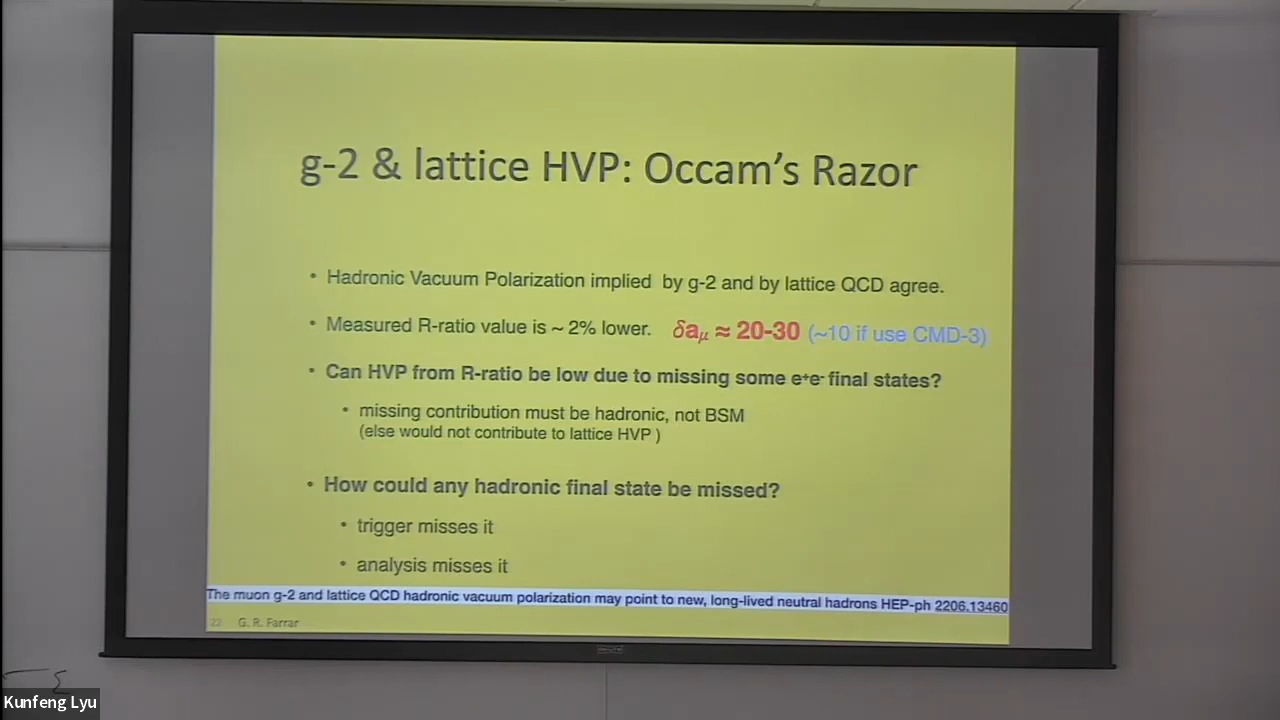 g-2 & lattice HVP: Occam's Razor
• Hadronic Vacuum Polarization implied by g-2 and by lattice QCD agree.
• Measured R-ratio value is ~ 2% lower. δaμ ≈ 20-30 (~10 if use CMD-3)
• Can HVP from R-ratio be low due to missing some e+e- final states?
• missing contribution must be hadronic, not BSM
(else would not contribute to lattice HVP )
• How could any hadronic final state be missed?
• trigger misses it
• analysis misses it
The muon g-2 and lattice QCD hadronic vacuum polarization may point to new, long-lived neutral hadrons HEP-ph 2206.13460
22 G. R. Farrar
Kunfeng Lyu